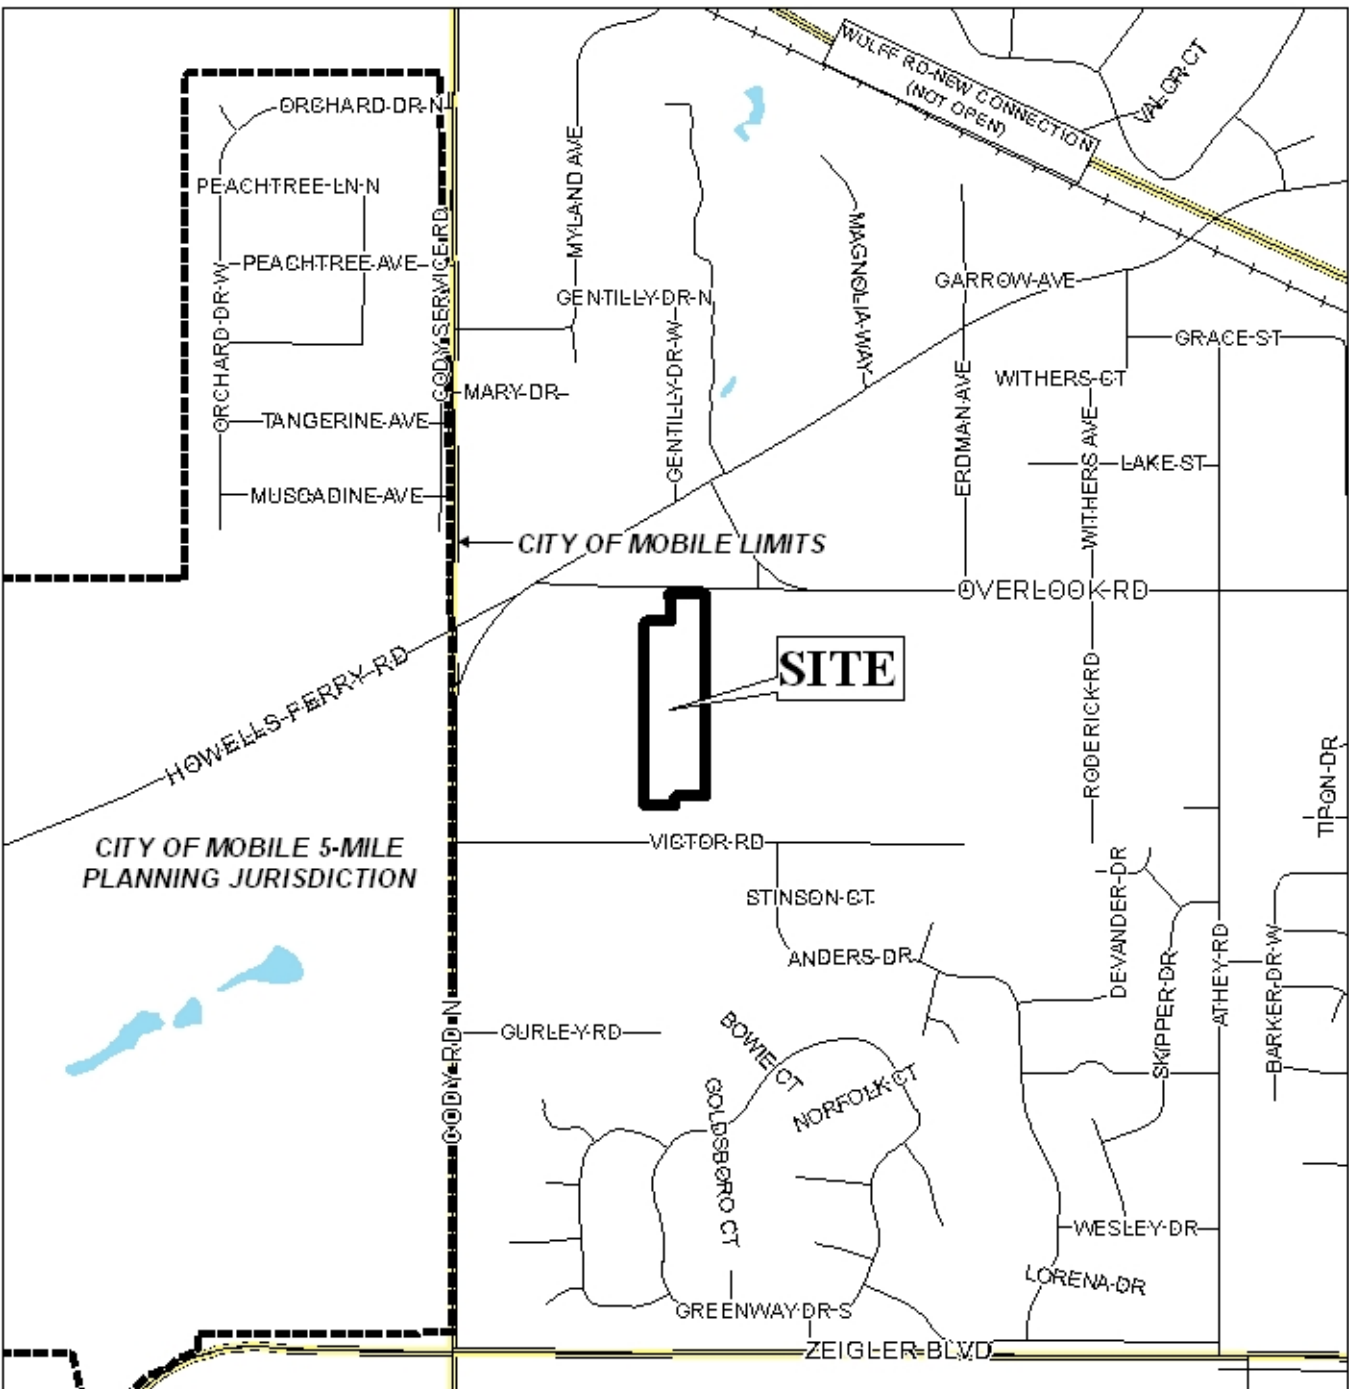 WULFF RD-NEW CONNECTION
(NOT OPEN)
VALOR CT
ORCHARD-DR-N
PEACHTREE-LN-N
MYLAND AVE
CODY SERVICE RD
PEACHTREE-AVE
ORCHARD-DR-W
GENTILLY-DR-N
GENTILLY-DR-W
MAGNOLIA-WAY
GARROW-AVE
GRACE-ST
WITHERS-CT
MARY-DR
TANGERINE-AVE
ERDMAN AVE
WITHERS AVE
LAKE-ST
MUSCADINE-AVE
CITY OF MOBILE LIMITS
OVERLOOK-RD
HOWELLS-FERRY-RD
SITE
RODERICK-RD
TIPON-DR
CITY OF MOBILE 5-MILE
PLANNING JURISDICTION
VICTOR-RD
STINSON-CT
ANDERS-DR
DEVANDER-DR
SKIPPER-DR
ATHEY-RD
BARKER-DR-W
CODY-RD-N
GURLEY-RD
BOWIE CT
NORFOLK-CT
GOLDSBORO CT
WESLEY-DR
LORENA-DR
GREENWAY-DR-S
ZEIGLER-BLVD